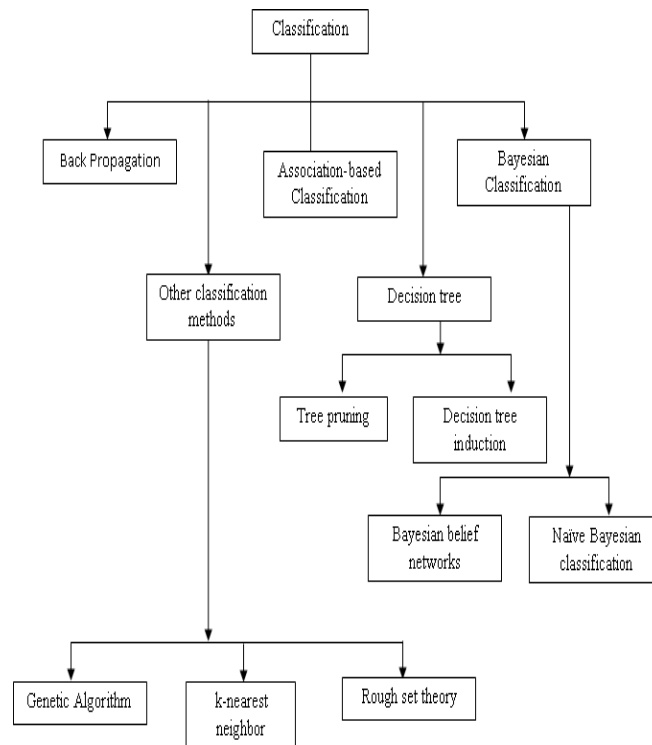 Classification
Back Propagation
Association-based
Classification
Bayesian
Classification
Other classification
methods
Decision tree
Tree pruning
Decision tree
induction
Bayesian belief
networks
Naïve Bayesian
classification
Genetic Algorithm
k-nearest
neighbor
Rough set theory